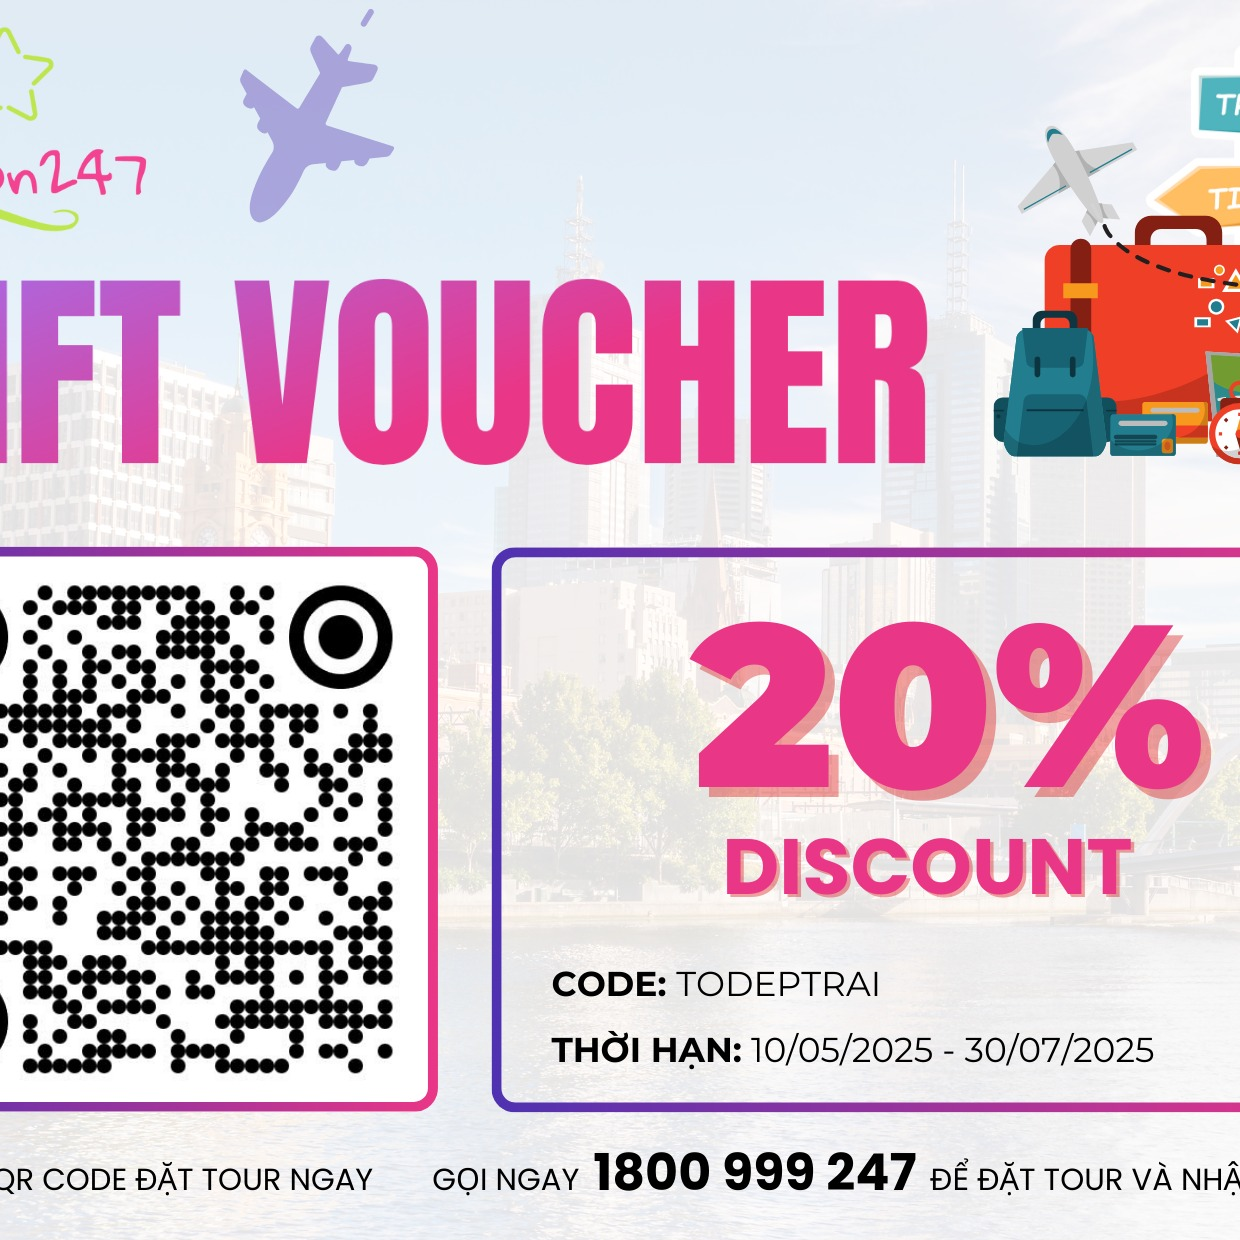 on247
IFT VOUCHER
20%
DISCOUNT
CODE: TODEPTRAI
THỜI HẠN: 10/05/2025 - 30/07/2025
QR CODE ĐẶT TOUR NGAY
GỌI NGAY 1800 999 247 ĐỂ ĐẶT TOUR VÀ